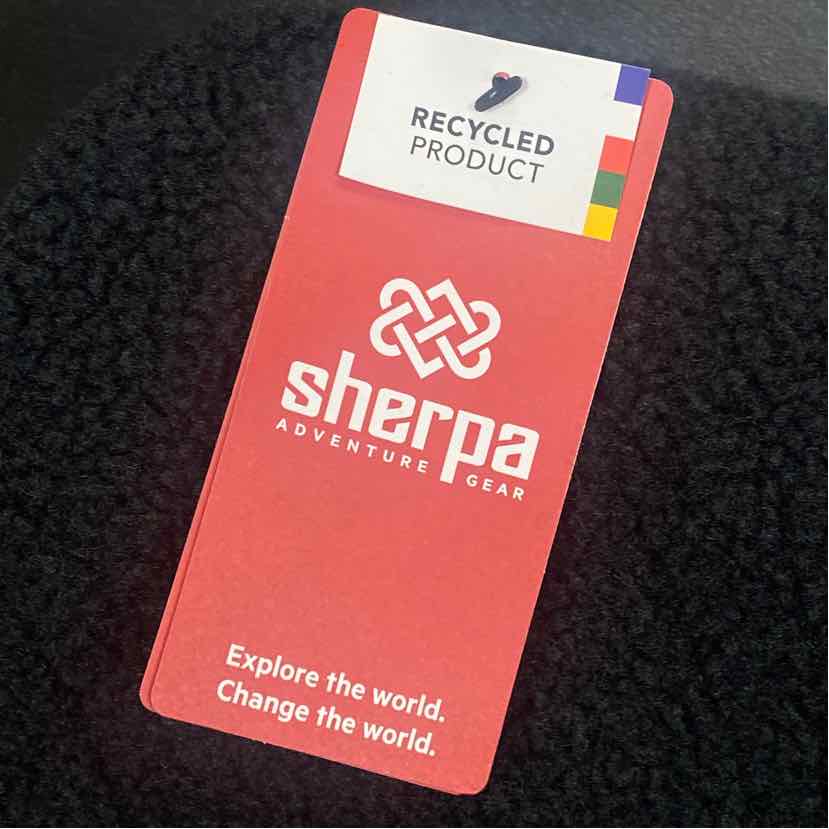 RECYCLED
PRODUCT
sherpa
ADVENTURE GEAR
Explore the world.
Change the world.